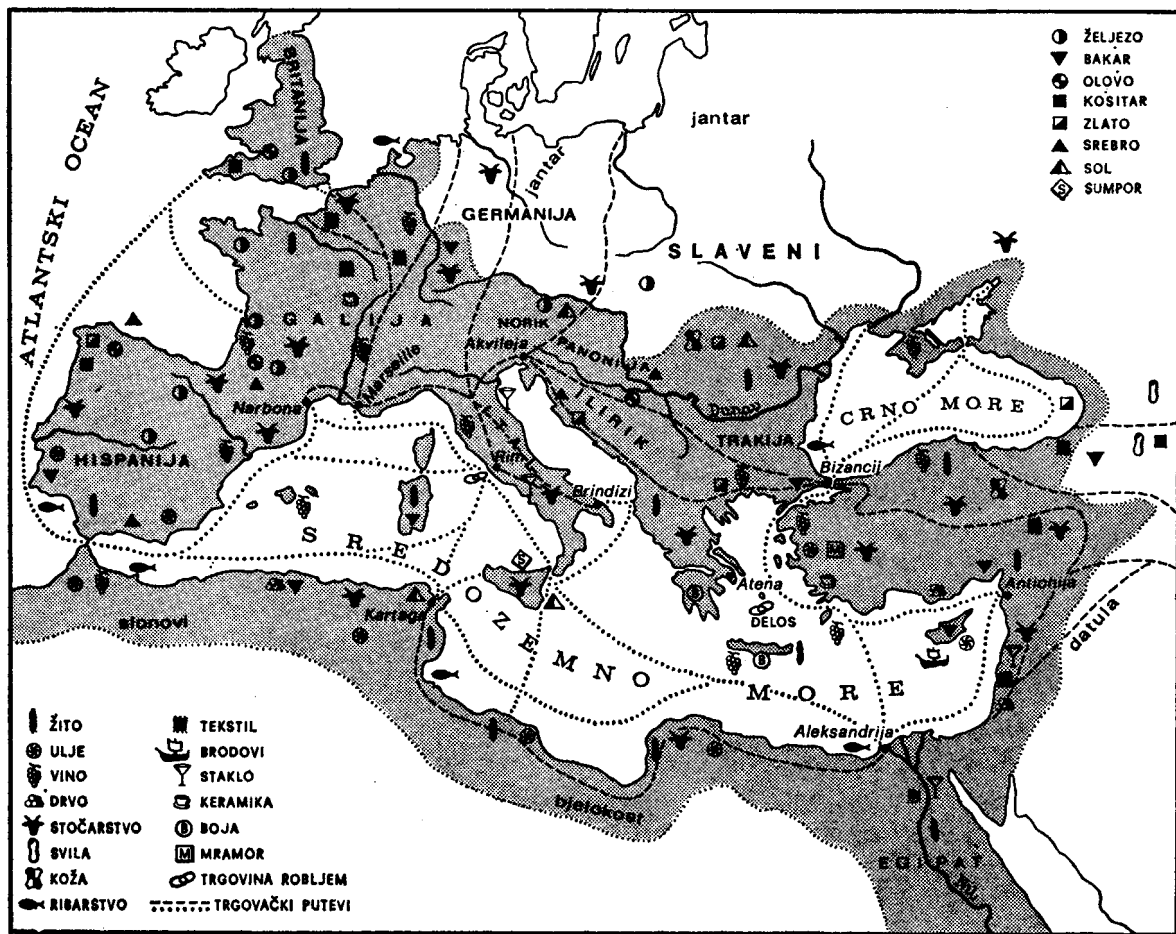 ŽELJEZO
BAKAR
OLOVO
KOSITAR
ZLATO
SREBRO
SOL
S SUMPOR
ATLANTSKI OCEAN
BRITANIJA
jantar
jantar
GERMANIJA
SLAVENI
GALIJA
NORIK
Akvileja
PANONIJA
Marseille
Narbona
ILIRIK
Dunav
CRNO MORE
TRAKIJA
HISPANIJA
Rim
Bizancij
Brindizi
SREDOZEMNO MORE
S
Kartaga
slonovi
Atena
DELOS
M
B
B
Antiohija
datula
Aleksandrija
bjelokost
EGIPAT
Nil
ŽITO
ULJE
VINO
DRVO
STOČARSTVO
SVILA
KOŽA
RIBARSTVO
TEKSTIL
BRODOVI
STAKLO
KERAMIKA
B BOJA
M MRAMOR
TRGOVINA ROBLJEM
TRGOVAČKI PUTEVI